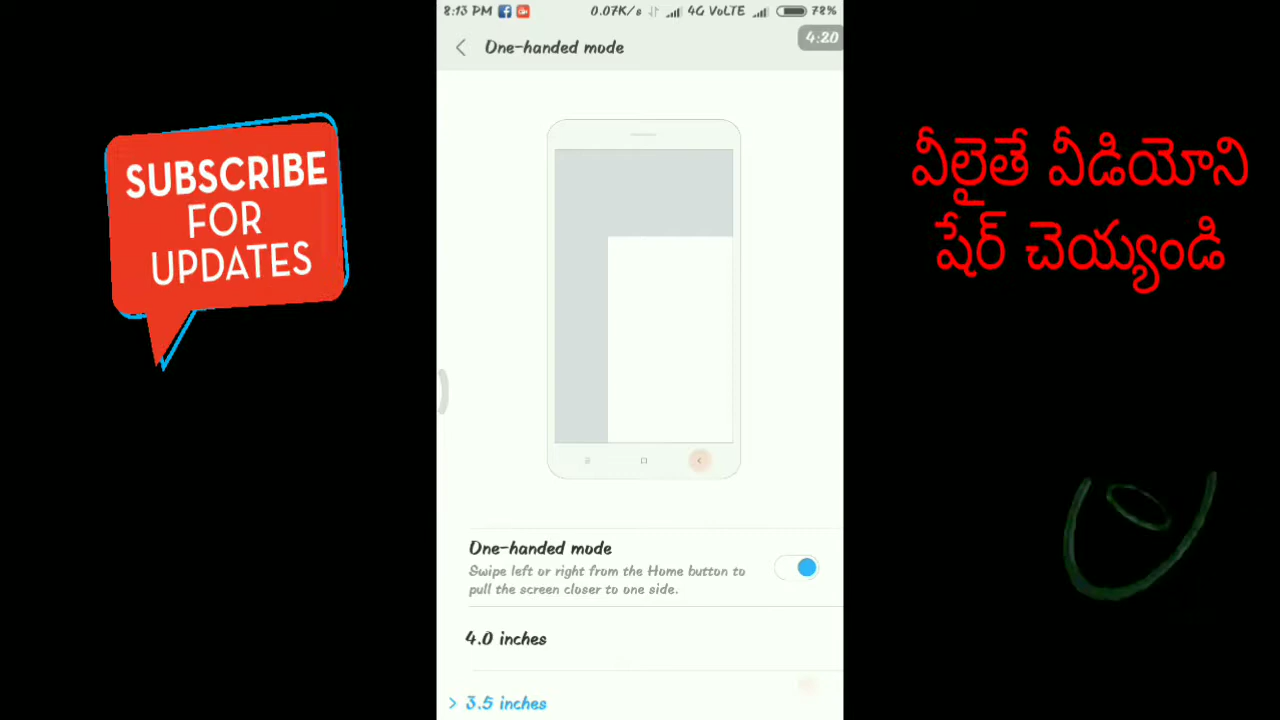 8:13 PM 0.07K/s 4G VoLTE 78%
One-handed mode
4:20
SUBSCRIBE
FOR
UPDATES
వీలైతే వీడియోని
షేర్ చెయ్యండి
One-handed mode
Swipe left or right from the Home button to
pull the screen closer to one side.
4.0 inches
3.5 inches